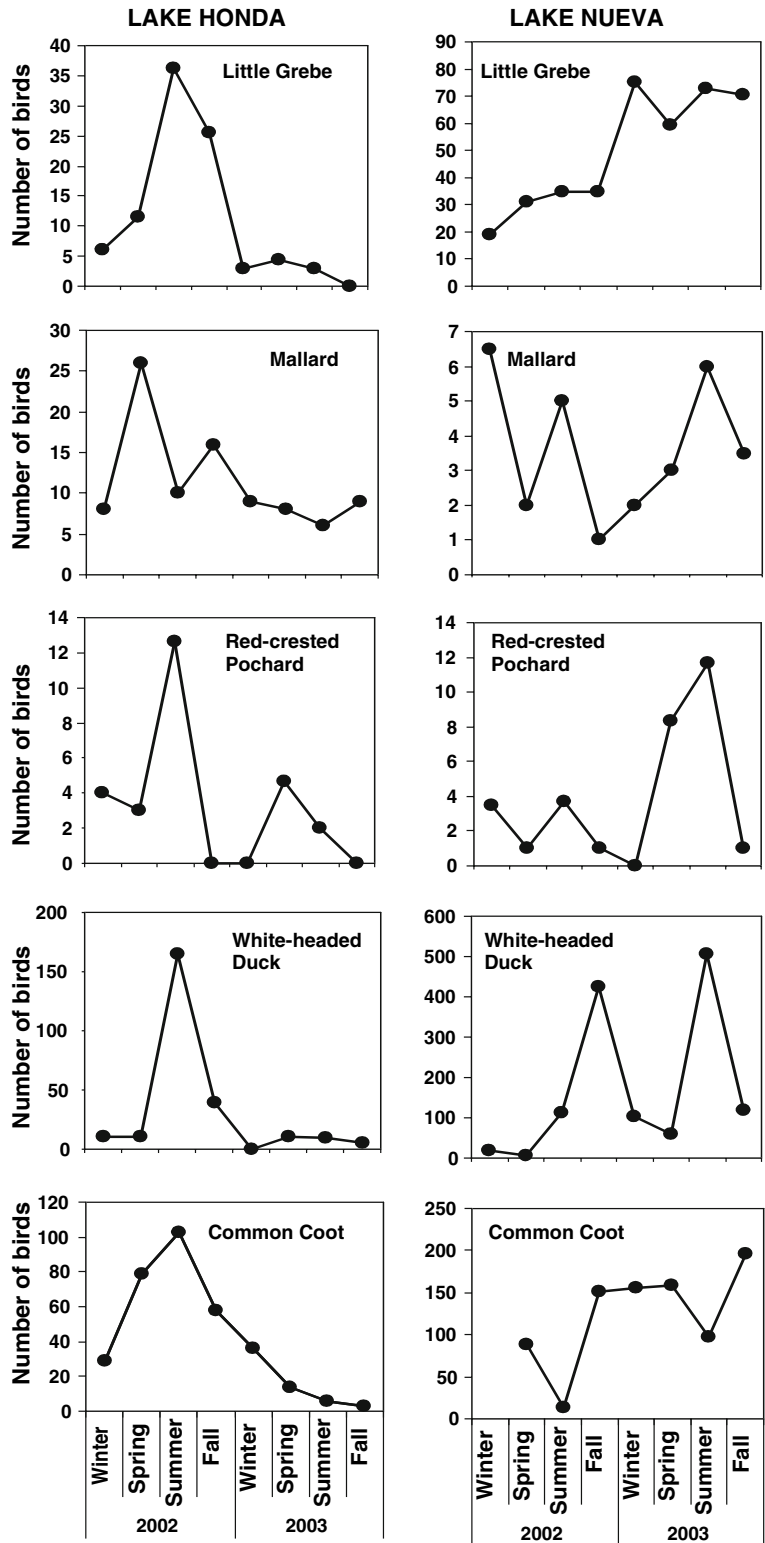 LAKE HONDA
LAKE NUEVA
Number of birds
40
35
30
25
20
15
10
5
0
Little Grebe
90
80
70
60
50
40
30
20
10
0
Little Grebe
Number of birds
30
25
20
15
10
5
0
Mallard
7
6
5
4
3
2
1
0
Mallard
Number of birds
14
12
10
8
6
4
2
0
Red-crested
Pochard
14
12
10
8
6
4
2
0
Red-crested
Pochard
Number of birds
200
150
100
50
0
White-headed
Duck
600
500
400
300
200
100
0
White-headed
Duck
Number of birds
120
100
80
60
40
20
0
Common Coot
250
200
150
100
50
0
Common Coot
Winter
Spring
Summer
Fall
Winter
Spring
Summer
Fall
2002
2003
Winter
Spring
Summer
Fall
Winter
Spring
Summer
Fall
2002
2003